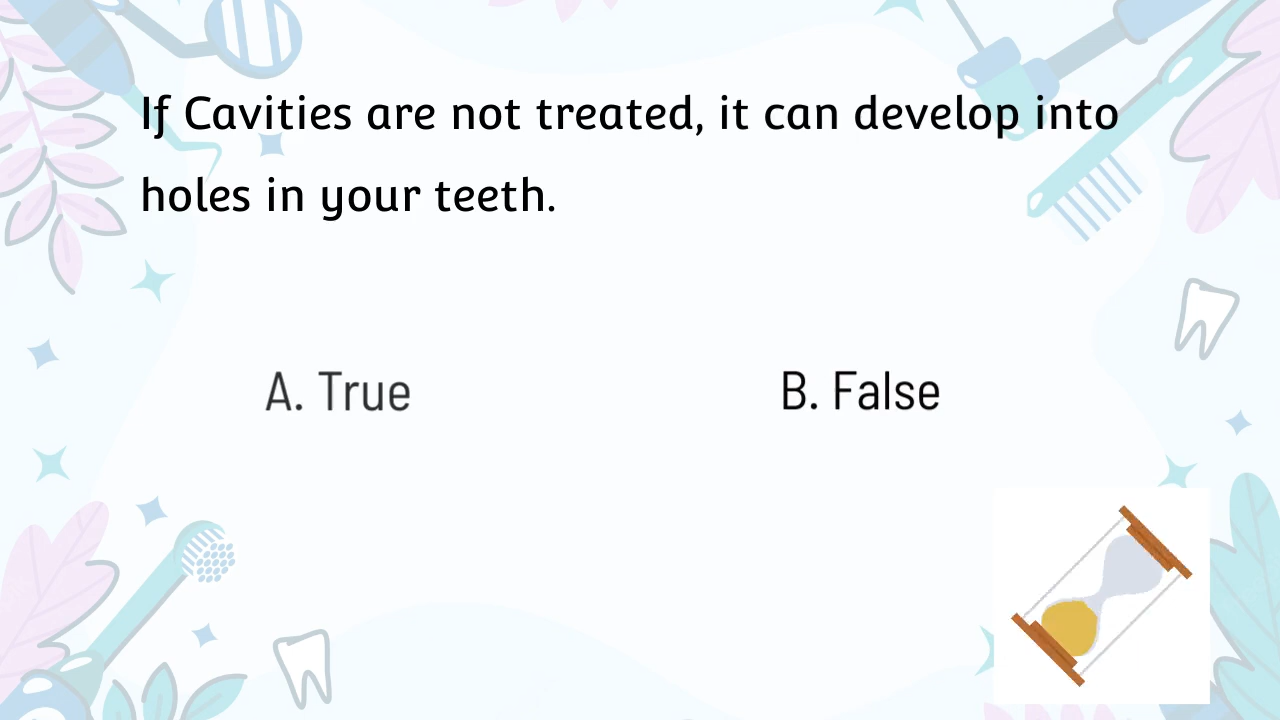 If Cavities are not treated, it can develop into
holes in your teeth.
A. True
B. False